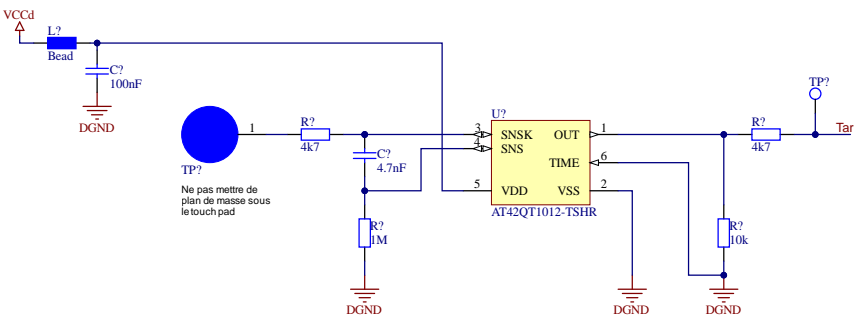 VCCd
L?
Bead
C?
100nF
DGND
TP?
1
R?
4k7
Ne pas mettre de
plan de masse sous
le touch pad
C?
4.7nF
R?
1M
DGND
U?
3
SNSK
OUT
1
4
SNS
TIME
6
5
VDD
VSS
2
AT42QT1012-TSHR
DGND
R?
4k7
TP?
Tar
R?
10k
DGND